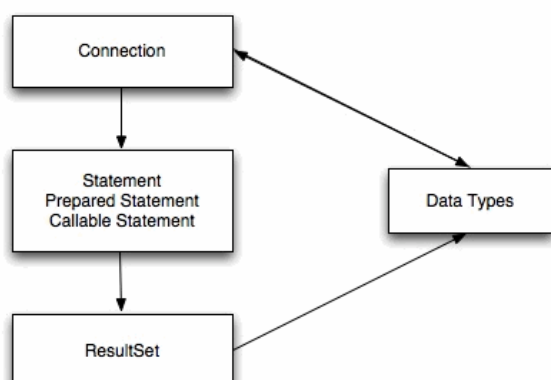 Connection
Statement
Prepared Statement
Callable Statement
Data Types
ResultSet